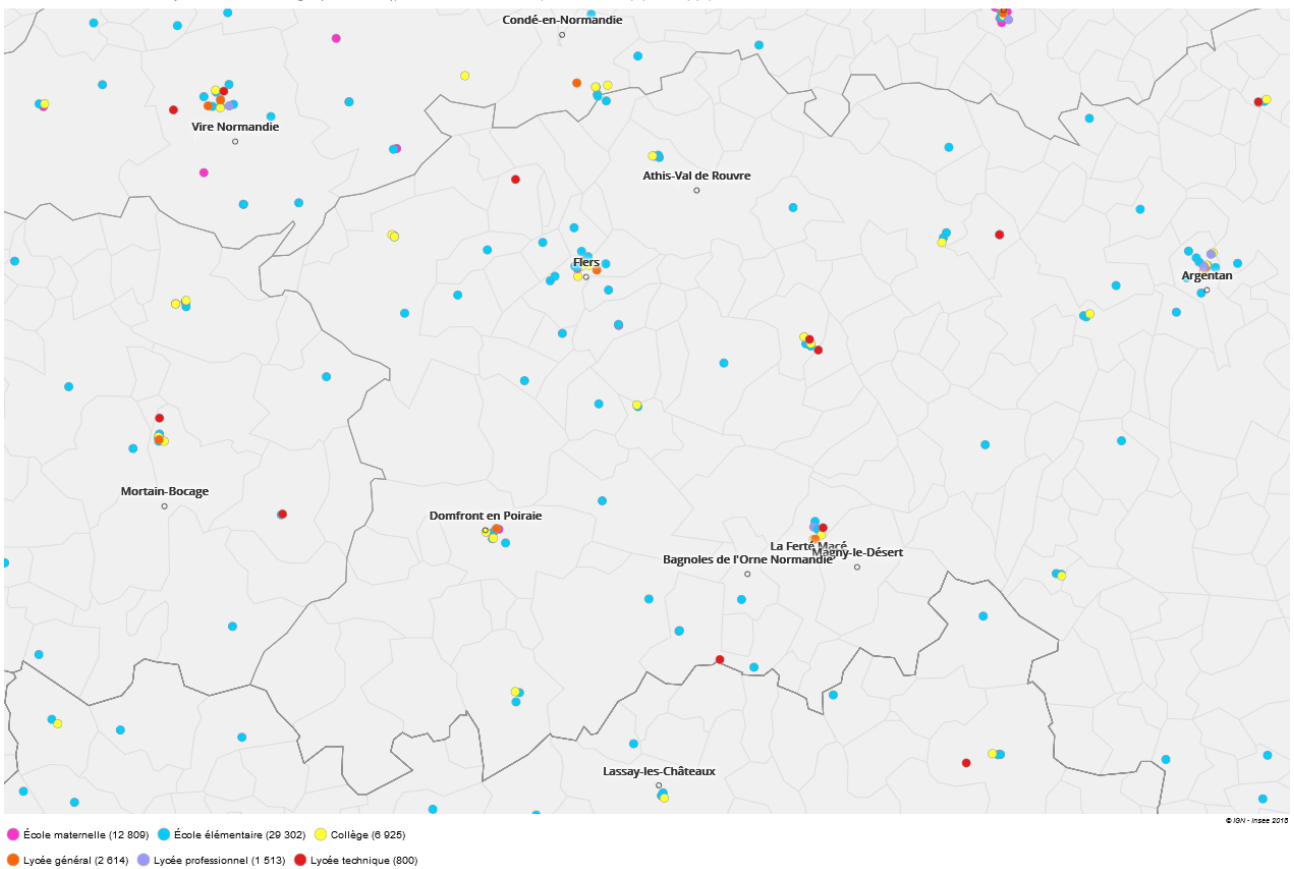 Condé-en-Normandie
Vire Normandie
Athis-Val de Rouvre
Flers
Argentan
Mortain-Bocage
Domfront en Poiraie
La Ferté Macé
Magny-le-Désert
Bagnoles de l'Orne Normandie
Lassay-les-Châteaux
© IGN - Insee 2016
École maternelle (12 809) École élémentaire (29 302) Collège (6 925)
Lycée général (2 614) Lycée professionnel (1 513) Lycée technique (800)